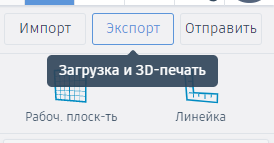 Импорт Экспорт Отправить
Загрузка и 3D-печать
Рабоч. плоск-ть Линейка